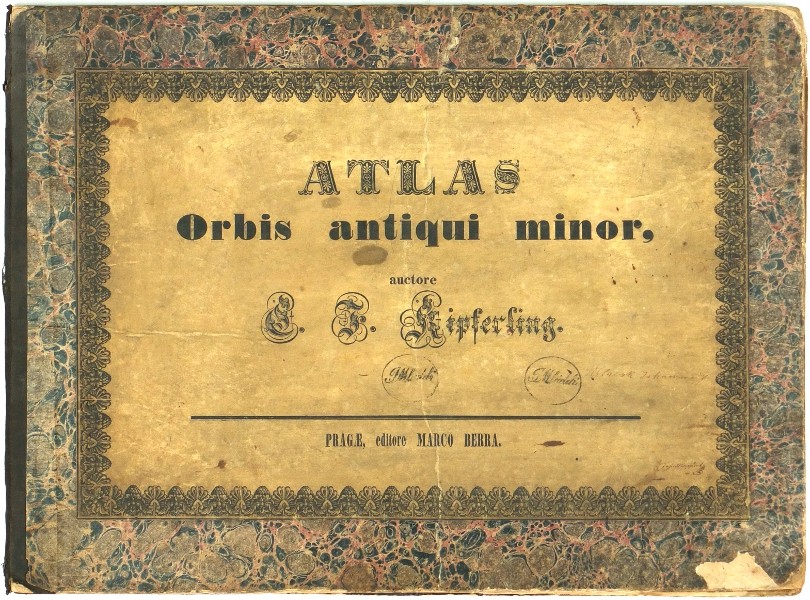 ATLAS
Orbis antiqui minor,
auctore
C. F. Kipferling.
PRAGÆ, editore MARCO BERRA.